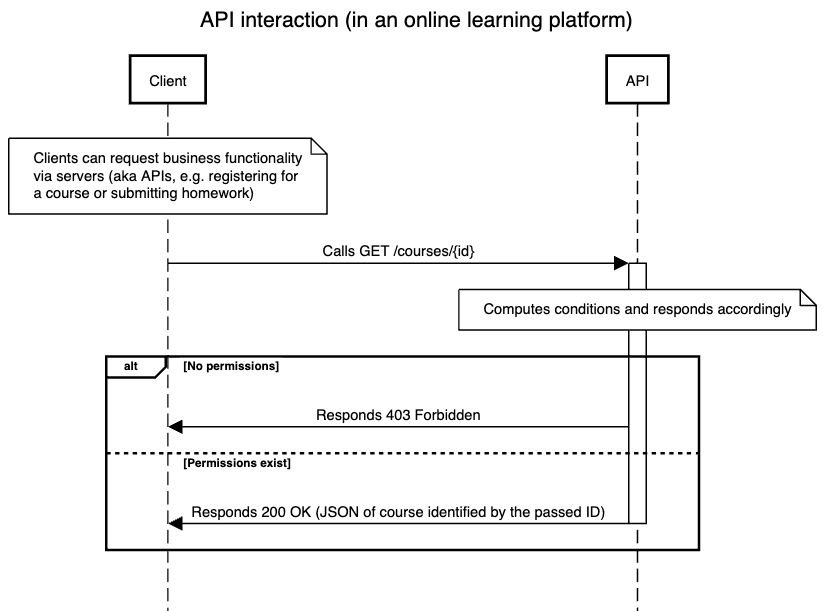 API interaction (in an online learning platform)
Client
API
Clients can request business functionality
via servers (aka APIs, e.g. registering for
a course or submitting homework)
Calls GET /courses/{id}
Computes conditions and responds accordingly
alt
[No permissions]
Responds 403 Forbidden
[Permissions exist]
Responds 200 OK (JSON of course identified by the passed ID)